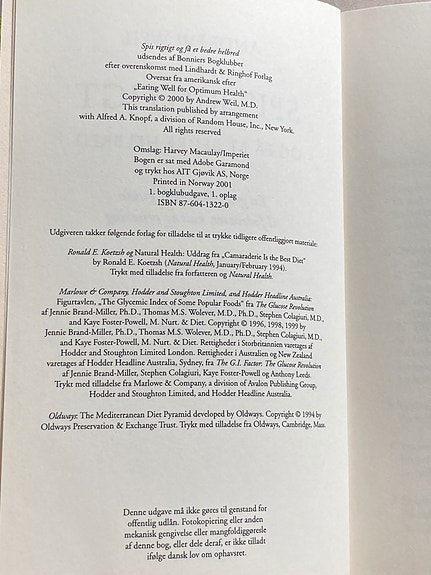 Spis rigtigt og få et bedre helbred
udsendes af Bonniers Bogklubber
efter overenskomst med Lindhardt & Ringhof Forlag
Oversat fra amerikansk efter
„Eating Well for Optimum Health"
Copyright © 2000 by Andrew Weil, M.D.
This translation published by arrangement
with Alfred A. Knopf, a division of Random House, Inc., New York.
All rights reserved
Omslag: Harvey Macaulay/Imperiet
Bogen er sat med Adobe Garamond
og trykt hos AIT Gjøvik AS, Norge
Printed in Norway 2001
1. bogklubudgave, 1. oplag
ISBN 87-604-1322-0
Udgiveren takker følgende forlag for tilladelse til at trykke tidligere offentliggjort materiale:
Ronald E. Koetzsh og Natural Health: Uddrag fra „Camaraderie Is the Best Diet"
by Ronald E. Koetzsh (Natural Health, January/February 1994).
Trykt med tilladelse fra forfatteren og Natural Health.
Marlowe & Company, Hodder and Stoughton Limited, and Hodder Headline Australia:
Figurtavlen, „The Glycemic Index of Some Popular Foods" fra The Glucose Revolution
af Jennie Brand-Miller, Ph.D., Thomas M.S. Wolever, M.D., Ph.D., Stephen Colagiuri, M.D.,
og Kaye Foster-Powell, M. Nurt. & Diet. Copyright © 1996, 1998, 1999 by
Jennie Brand-Miller, Ph.D., Thomas M.S. Wolever, M.D., Ph.D., Stephen Colagiuri, M.D.,
og Kaye Foster-Powell, M. Nurt. & Diet. Rettigheder i Storbritannien varetages af
Hodder and Stoughton Limited London. Rettigheder i Australien og New Zealand
varetages af Hodder Headline Australia, Sydney, fra The G.I. Factor: The Glucose Revolution
af Jennie Brand-Miller, Stephen Colagiuri, Kaye Foster-Powell og Anthony Leeds.
Trykt med tilladelse fra Marlowe & Company, a division of Avalon Publishing Group,
Hodder and Stoughton Limited, and Hodder Headline Australia.
Oldways: The Mediterranean Diet Pyramid developed by Oldways. Copyright © 1994 by
Oldways Preservation & Exchange Trust. Trykt med tilladelse fra Oldways, Cambridge, Mass.
Denne udgave må ikke gøres til genstand for
offentlig udlån. Fotokopiering eller anden
mekanisk gengivelse eller mangfoldiggørelse
af denne bog, eller dele deraf, er ikke tilladt
ifølge dansk lov om ophavsret.